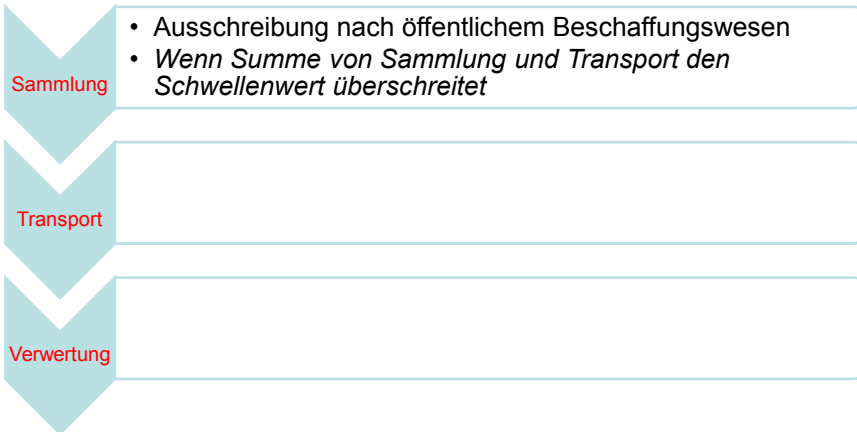 • Ausschreibung nach öffentlichem Beschaffungswesen
• Wenn Summe von Sammlung und Transport den
Schwellenwert überschreitet
Sammlung
Transport
Verwertung